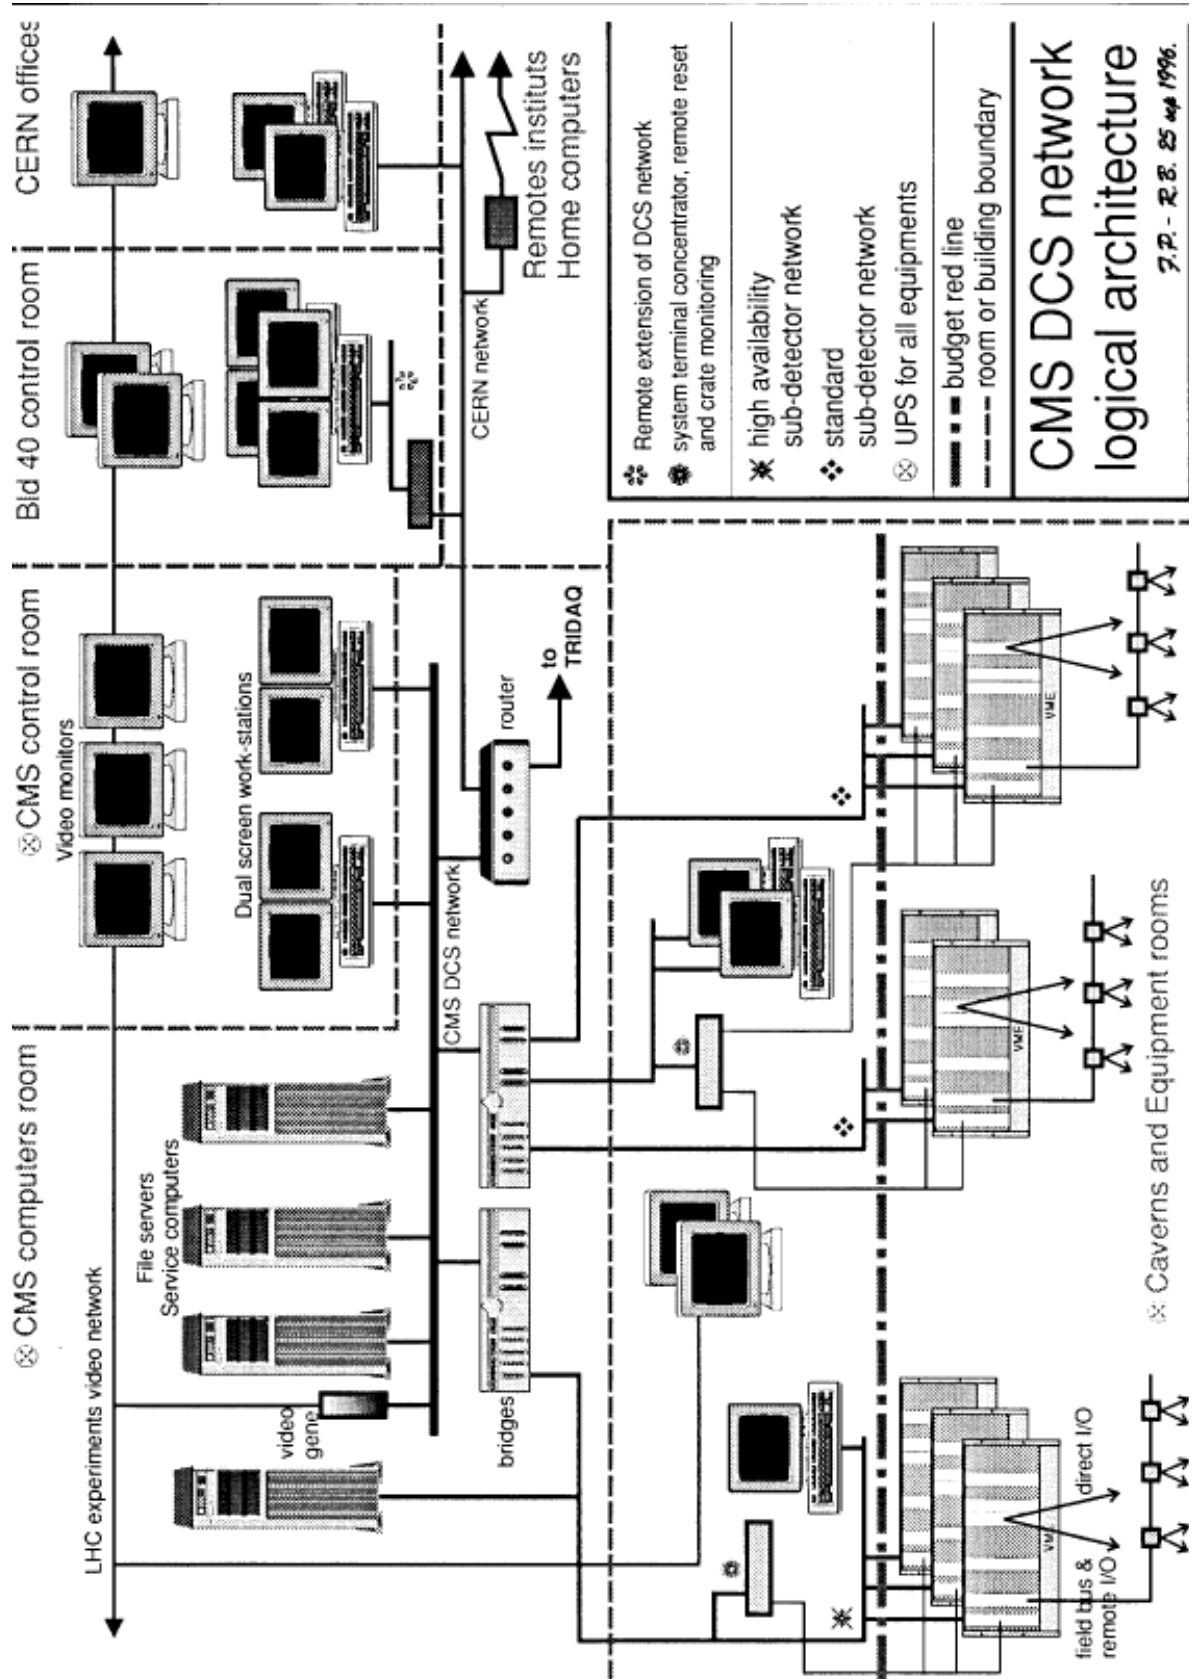 ⊗ CMS computers room
⊗ CMS control room
Bld 40 control room
CERN offices
LHC experiments video network
Video monitors
File servers
Service computers
Dual screen work-stations
video
gene
CMS DCS network
CERN network
bridges
router
to
TRIDAQ
Remotes instituts
Home computers
Remote extension of DCS network
system terminal concentrator, remote reset
and crate monitoring
high availability
sub-detector network
standard
sub-detector network
⊗ UPS for all equipments
budget red line
room or building boundary
CMS DCS network
logical architecture
1996.
VME
VME
VM
field bus &
remote I/O
direct I/O
⊗ Caverns and Equipment rooms